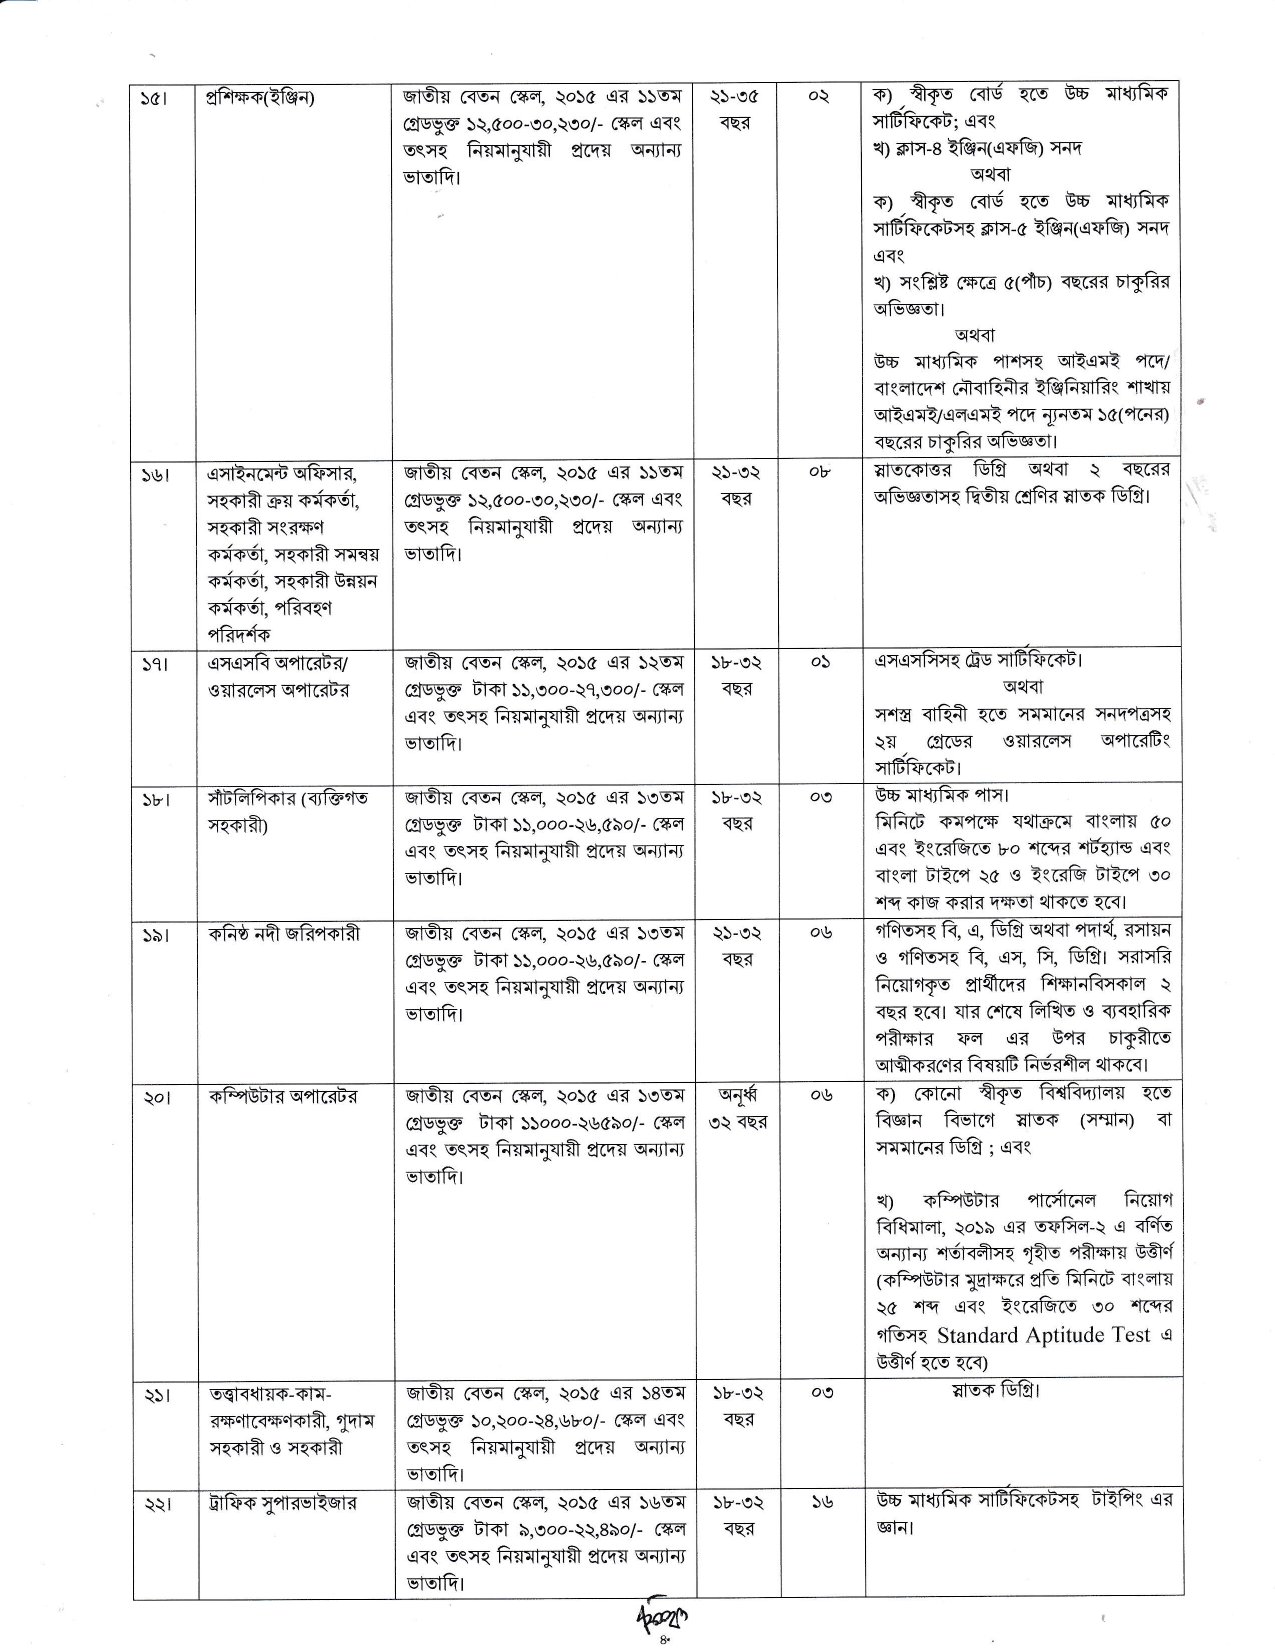 ১৫।
প্রশিক্ষক(ইঞ্জিন)
জাতীয় বেতন স্কেল, ২০১৫ এর ১১তম
গ্রেডভুক্ত ১২,৫০০-৩০,২৩০/- স্কেল এবং
তৎসহ নিয়মানুযায়ী প্রদেয় অন্যান্য
ভাতাদি।
২১-৩৫
বছর
০২
ক) স্বীকৃত বোর্ড হতে উচ্চ মাধ্যমিক
সার্টিফিকেট; এবং
খ) ক্লাস-৪ ইঞ্জিন(এফজি) সনদ
অথবা
ক) স্বীকৃত বোর্ড হতে উচ্চ মাধ্যমিক
সার্টিফিকেটসহ ক্লাস-৫ ইঞ্জিন(এফজি) সনদ
এবং
খ) সংশ্লিষ্ট ক্ষেত্রে ৫(পাঁচ) বছরের চাকুরির
অভিজ্ঞতা।
অথবা
উচ্চ মাধ্যমিক পাশসহ আইএমই পদে/
বাংলাদেশ নৌবাহিনীর ইঞ্জিনিয়ারিং শাখায়
আইএমই/এলএমই পদে ন্যূনতম ১৫(পনের)
বছরের চাকুরির অভিজ্ঞতা।
১৬।
এসাইনমেন্ট অফিসার,
সহকারী ক্রয় কর্মকর্তা,
সহকারী সংরক্ষণ
কর্মকর্তা, সহকারী সমন্বয়
কর্মকর্তা, সহকারী উন্নয়ন
কর্মকর্তা, পরিবহণ
পরিদর্শক
জাতীয় বেতন স্কেল, ২০১৫ এর ১১তম
গ্রেডভুক্ত ১২,৫০০-৩০,২৩০/- স্কেল এবং
তৎসহ নিয়মানুযায়ী প্রদেয় অন্যান্য
ভাতাদি।
২১-৩২
বছর
০৮
স্নাতকোত্তর ডিগ্রি অথবা ২ বছরের
অভিজ্ঞতাসহ দ্বিতীয় শ্রেণির স্নাতক ডিগ্রি।
১৭।
এসএসবি অপারেটর/
ওয়ারলেস অপারেটর
জাতীয় বেতন স্কেল, ২০১৫ এর ১২তম
গ্রেডভুক্ত টাকা ১১,৩০০-২৭,৩০০/- স্কেল
এবং তৎসহ নিয়মানুযায়ী প্রদেয় অন্যান্য
ভাতাদি।
১৮-৩২
বছর
০১
এসএসসিসহ ট্রেড সার্টিফিকেট।
অথবা
সশস্ত্র বাহিনী হতে সমমানের সনদপত্রসহ
২য় গ্রেডের ওয়ারলেস অপারেটিং
সার্টিফিকেট।
১৮।
সাঁটলিপিকার (ব্যক্তিগত
সহকারী)
জাতীয় বেতন স্কেল, ২০১৫ এর ১৩তম
গ্রেডভুক্ত টাকা ১১,০০০-২৬,৫৯০/- স্কেল
এবং তৎসহ নিয়মানুযায়ী প্রদেয় অন্যান্য
ভাতাদি।
১৮-৩২
বছর
০৩
উচ্চ মাধ্যমিক পাস।
মিনিটে কমপক্ষে যথাক্রমে বাংলায় ৫০
এবং ইংরেজিতে ৮০ শব্দের শর্টহ্যান্ড এবং
বাংলা টাইপে ২৫ ও ইংরেজি টাইপে ৩০
শব্দ কাজ করার দক্ষতা থাকতে হবে।
১৯।
কনিষ্ঠ নদী জরিপকারী
জাতীয় বেতন স্কেল, ২০১৫ এর ১৩তম
গ্রেডভুক্ত টাকা ১১,০০০-২৬,৫৯০/- স্কেল
এবং তৎসহ নিয়মানুযায়ী প্রদেয় অন্যান্য
ভাতাদি।
২১-৩২
বছর
০৬
গণিতসহ বি, এ, ডিগ্রি অথবা পদার্থ, রসায়ন
ও গণিতসহ বি, এস, সি, ডিগ্রি। সরাসরি
নিয়োগকৃত প্রার্থীদের শিক্ষানবিসকাল ২
বছর হবে। যার শেষে লিখিত ও ব্যবহারিক
পরীক্ষার ফল এর উপর চাকুরীতে
আত্মীকরণের বিষয়টি নির্ভরশীল থাকবে।
২০।
কম্পিউটার অপারেটর
জাতীয় বেতন স্কেল, ২০১৫ এর ১৩তম
গ্রেডভুক্ত টাকা ১১০০০-২৬৫৯০/- স্কেল
এবং তৎসহ নিয়মানুযায়ী প্রদেয় অন্যান্য
ভাতাদি।
অনূর্ধ্ব
৩২ বছর
০৬
ক) কোনো স্বীকৃত বিশ্ববিদ্যালয় হতে
বিজ্ঞান বিভাগে স্নাতক (সম্মান) বা
সমমানের ডিগ্রি ; এবং
খ) কম্পিউটার পার্সোনেল নিয়োগ
বিধিমালা, ২০১৯ এর তফসিল-২ এ বর্ণিত
অন্যান্য শর্তাবলীসহ গৃহীত পরীক্ষায় উত্তীর্ণ
(কম্পিউটার মুদ্রাক্ষরে প্রতি মিনিটে বাংলায়
২৫ শব্দ এবং ইংরেজিতে ৩০ শব্দের
গতিসহ Standard Aptitude Test এ
উত্তীর্ণ হতে হবে)
২১।
তত্ত্বাবধায়ক-কাম-
রক্ষণাবেক্ষণকারী, গুদাম
সহকারী ও সহকারী
জাতীয় বেতন স্কেল, ২০১৫ এর ১৪তম
গ্রেডভুক্ত ১০,২০০-২৪,৬৮০/- স্কেল এবং
তৎসহ নিয়মানুযায়ী প্রদেয় অন্যান্য
ভাতাদি।
১৮-৩২
বছর
০৩
স্নাতক ডিগ্রি।
২২।
ট্রাফিক সুপারভাইজার
জাতীয় বেতন স্কেল, ২০১৫ এর ১৬তম
গ্রেডভুক্ত টাকা ৯,৩০০-২২,৪৯০/- স্কেল
এবং তৎসহ নিয়মানুযায়ী প্রদেয় অন্যান্য
ভাতাদি।
১৮-৩২
বছর
১৬
উচ্চ মাধ্যমিক সার্টিফিকেটসহ টাইপিং এর
জ্ঞান।
৪